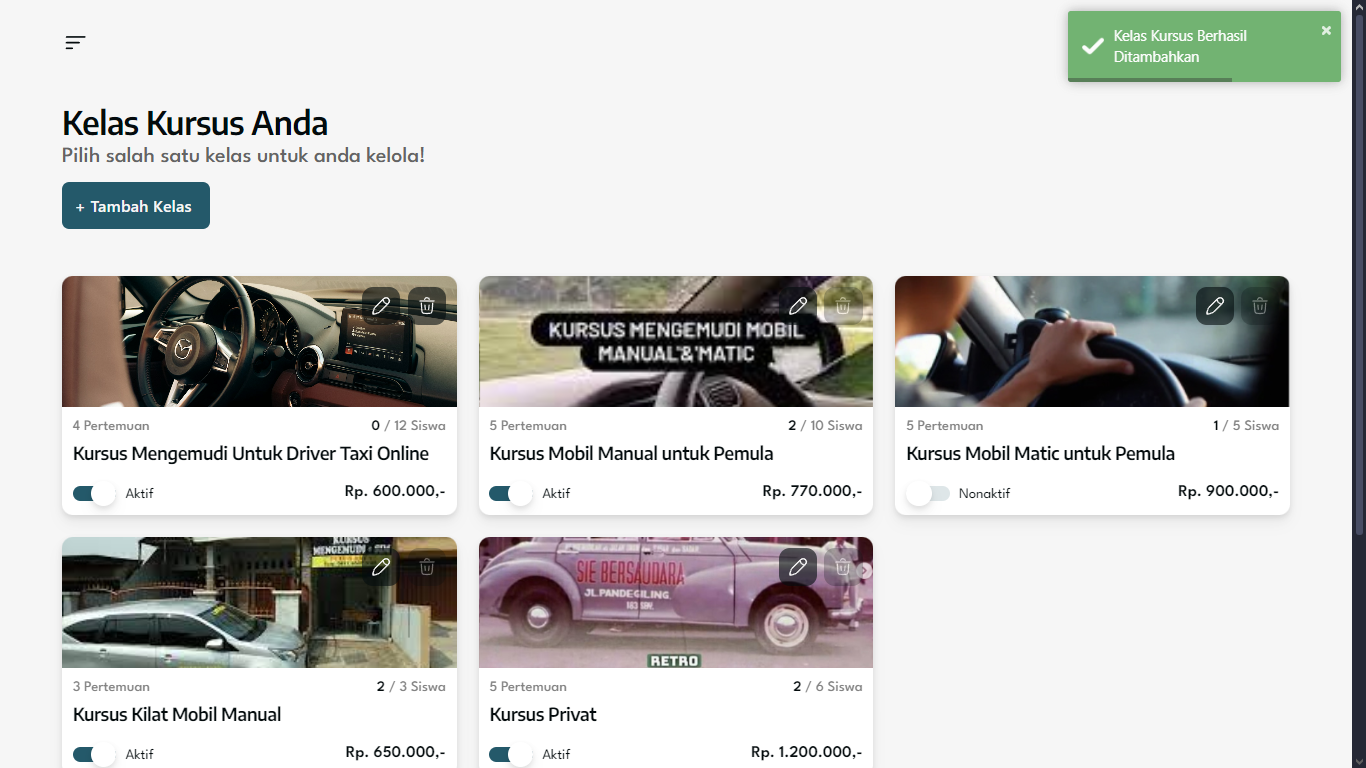 Kelas Kursus Berhasil
Ditambahkan
Kelas Kursus Anda
Pilih salah satu kelas untuk anda kelola!
+ Tambah Kelas
4 Pertemuan
0 / 12 Siswa
Kursus Mengemudi Untuk Driver Taxi Online
Aktif
Rp. 600.000,-
KURSUS MENGEMUDI MOBIL
MANUAL & MATIC
5 Pertemuan
2 / 10 Siswa
Kursus Mobil Manual untuk Pemula
Aktif
Rp. 770.000,-
5 Pertemuan
1 / 5 Siswa
Kursus Mobil Matic untuk Pemula
Nonaktif
Rp. 900.000,-
KURSUS
MENGEMUDI
3 Pertemuan
2 / 3 Siswa
Kursus Kilat Mobil Manual
Aktif
Rp. 650.000,-
SIE BERSAUDARA
JL.PANDEGILING
RETRO
5 Pertemuan
2 / 6 Siswa
Kursus Privat
Aktif
Rp. 1.200.000,-